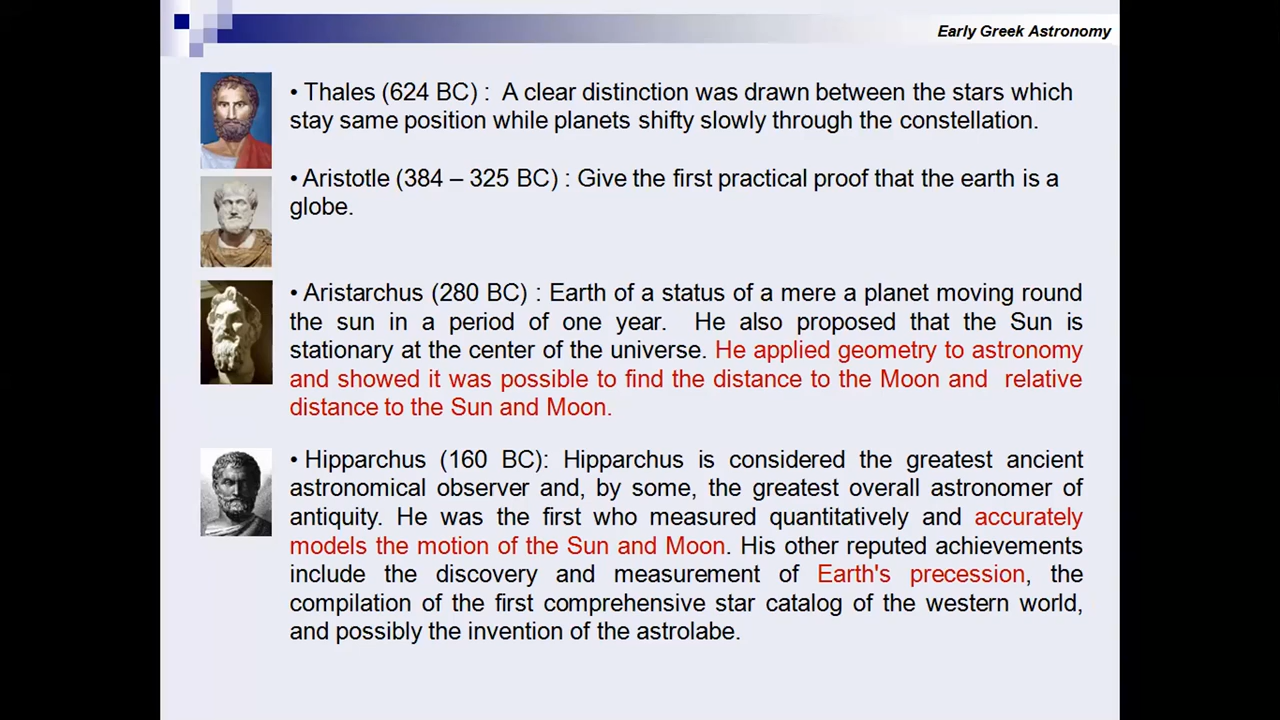 Early Greek Astronomy
• Thales (624 BC) : A clear distinction was drawn between the stars which
stay same position while planets shifty slowly through the constellation.
• Aristotle (384 – 325 BC) : Give the first practical proof that the earth is a
globe.
• Aristarchus (280 BC) : Earth of a status of a mere a planet moving round
the sun in a period of one year. He also proposed that the Sun is
stationary at the center of the universe. He applied geometry to astronomy
and showed it was possible to find the distance to the Moon and relative
distance to the Sun and Moon.
• Hipparchus (160 BC): Hipparchus is considered the greatest ancient
astronomical observer and, by some, the greatest overall astronomer of
antiquity. He was the first who measured quantitatively and accurately
models the motion of the Sun and Moon. His other reputed achievements
include the discovery and measurement of Earth's precession, the
compilation of the first comprehensive star catalog of the western world,
and possibly the invention of the astrolabe.